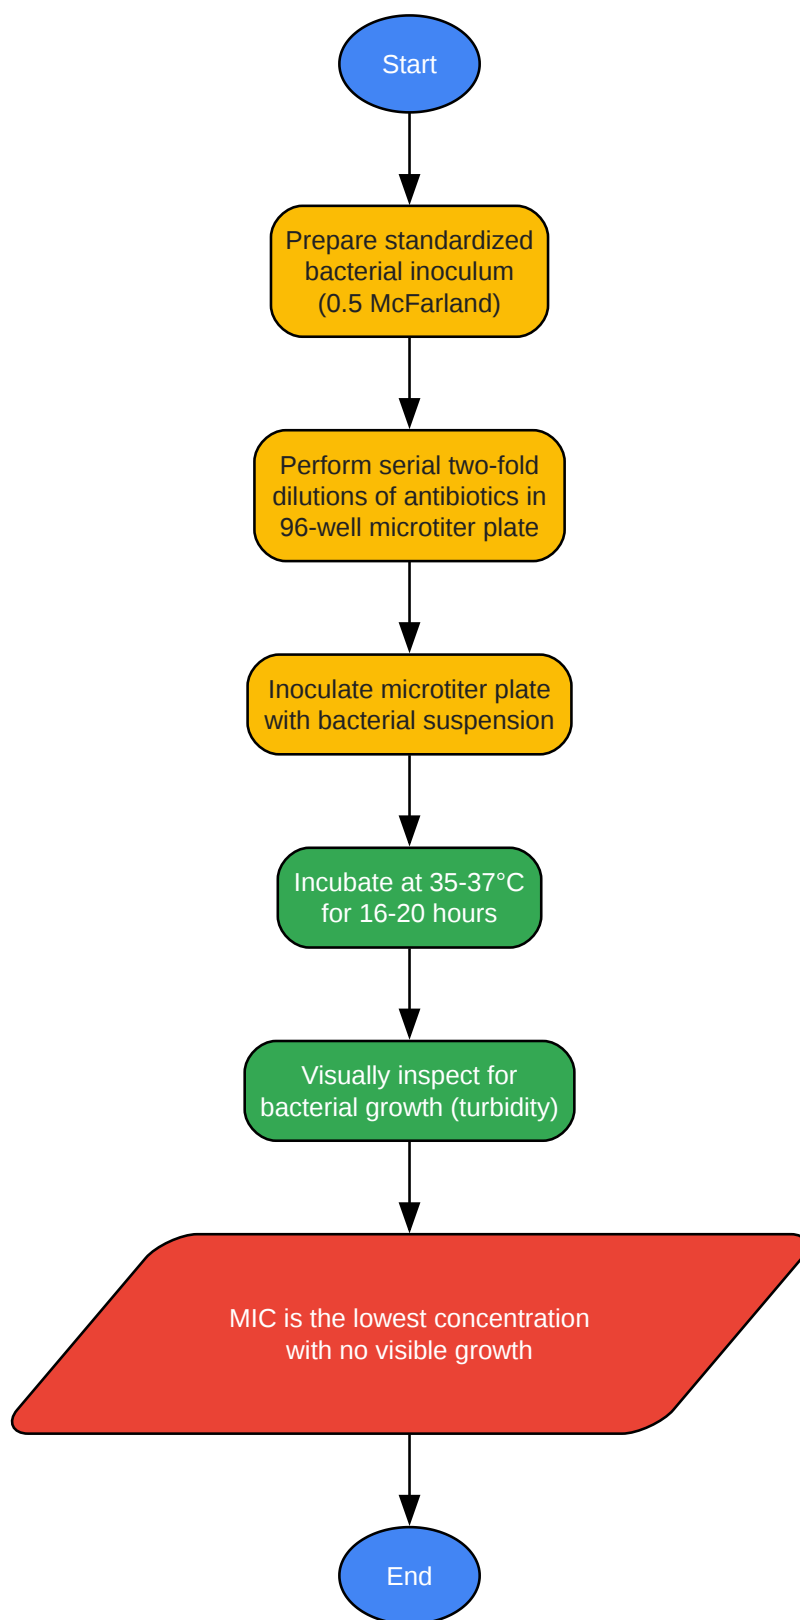 Start
Prepare standardized
bacterial inoculum
(0.5 McFarland)
Perform serial two-fold
dilutions of antibiotics in
96-well microtiter plate
Inoculate microtiter plate
with bacterial suspension
Incubate at 35-37°C
for 16-20 hours
Visually inspect for
bacterial growth (turbidity)
MIC is the lowest concentration
with no visible growth
End